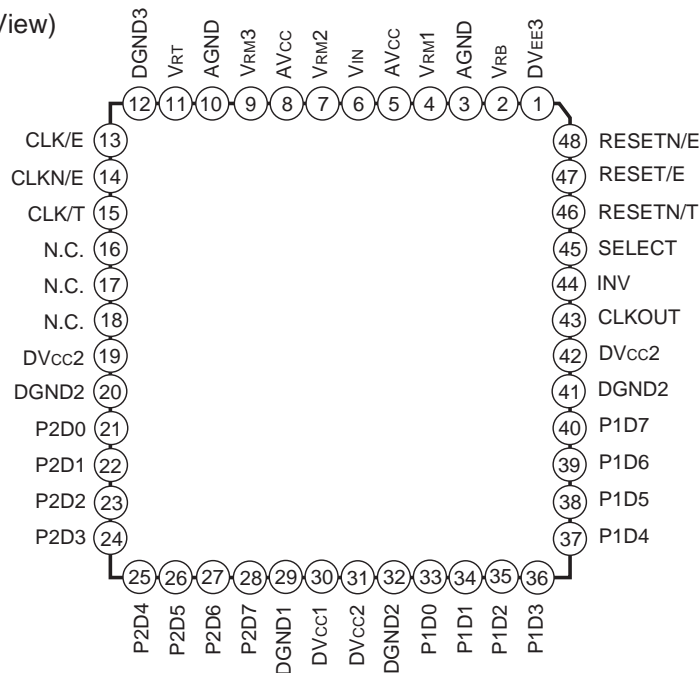 View)
DGND3 VRT AGND VRM3 AVCC VRM2 VIN AVCC VRM1 AGND VRB DVEE3
12 11 10 9 8 7 6 5 4 3 2 1
CLK/E 13 48 RESETN/E
CLKN/E 14 47 RESET/E
CLK/T 15 46 RESETN/T
N.C. 16 45 SELECT
N.C. 17 44 INV
N.C. 18 43 CLKOUT
DVCC2 19 42 DVCC2
DGND2 20 41 DGND2
P2D0 21 40 P1D7
P2D1 22 39 P1D6
P2D2 23 38 P1D5
P2D3 24 37 P1D4
25 26 27 28 29 30 31 32 33 34 35 36
P2D4 P2D5 P2D6 P2D7 DGND1 DVCC1 DVCC2 DGND2 P1D0 P1D1 P1D2 P1D3